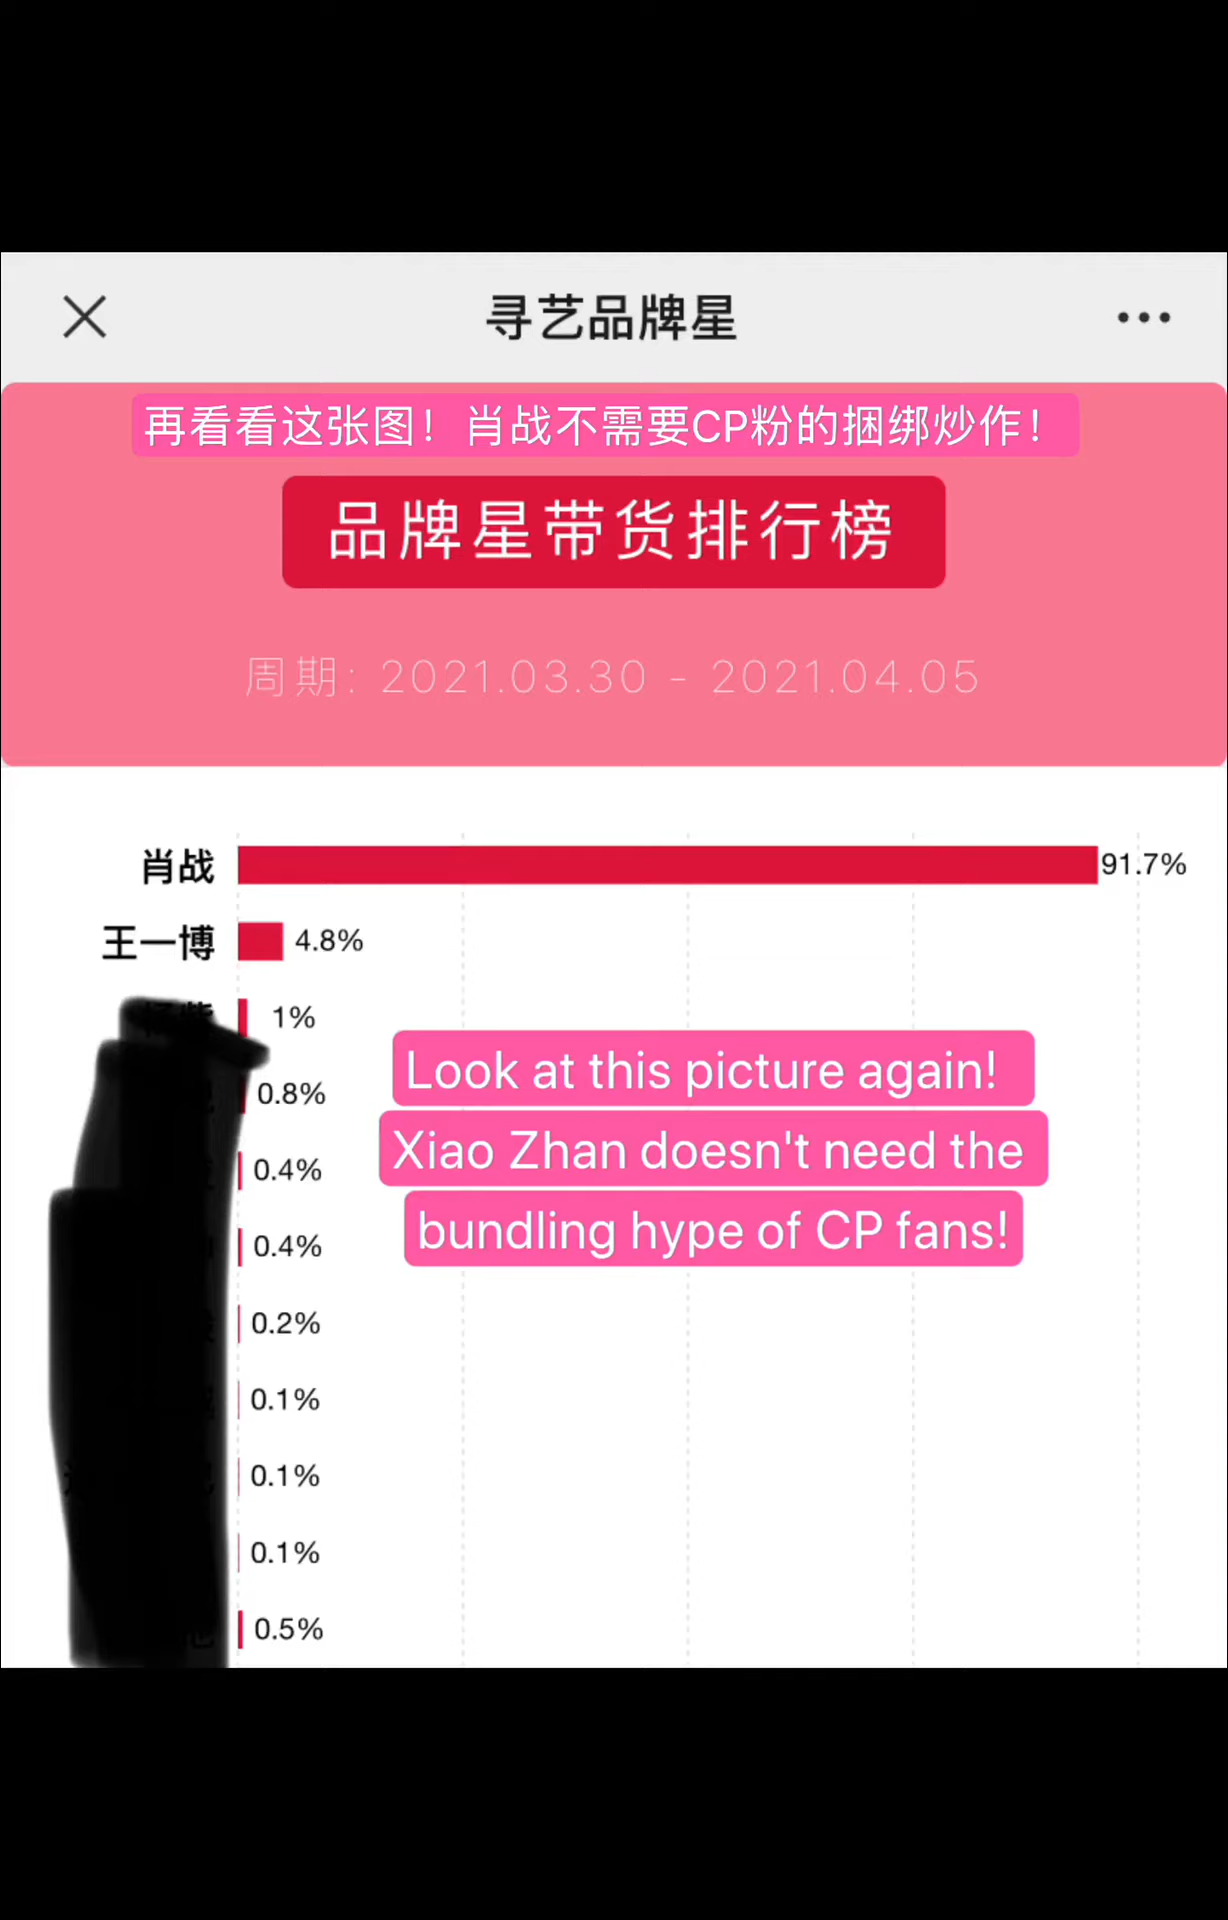 寻艺品牌星
再看看这张图！肖战不需要CP粉的捆绑炒作！
品牌星带货排行榜
周期: 2021.03.30 - 2021.04.05
肖战 91.7%
王一博 4.8%
1%
0.8%
0.4%
0.4%
0.2%
0.1%
0.1%
0.1%
0.5%
Look at this picture again!
Xiao Zhan doesn't need the
bundling hype of CP fans!